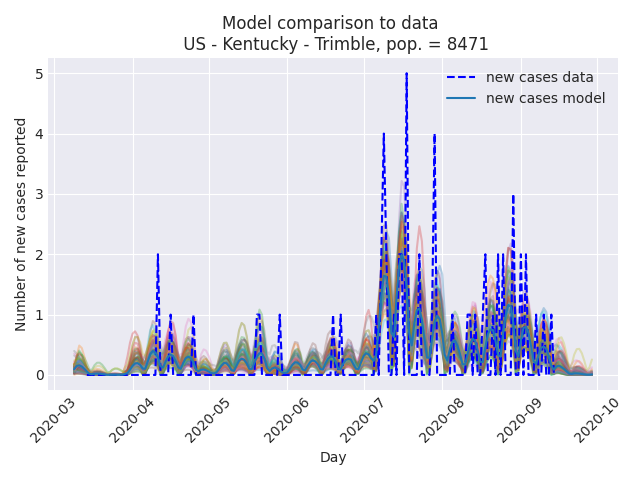 Model comparison to data
US - Kentucky - Trimble, pop. = 8471
new cases data
new cases model
Number of new cases reported
5
4
3
2
1
0
2020-03
2020-04
2020-05
2020-06
2020-07
2020-08
2020-09
2020-10
Day